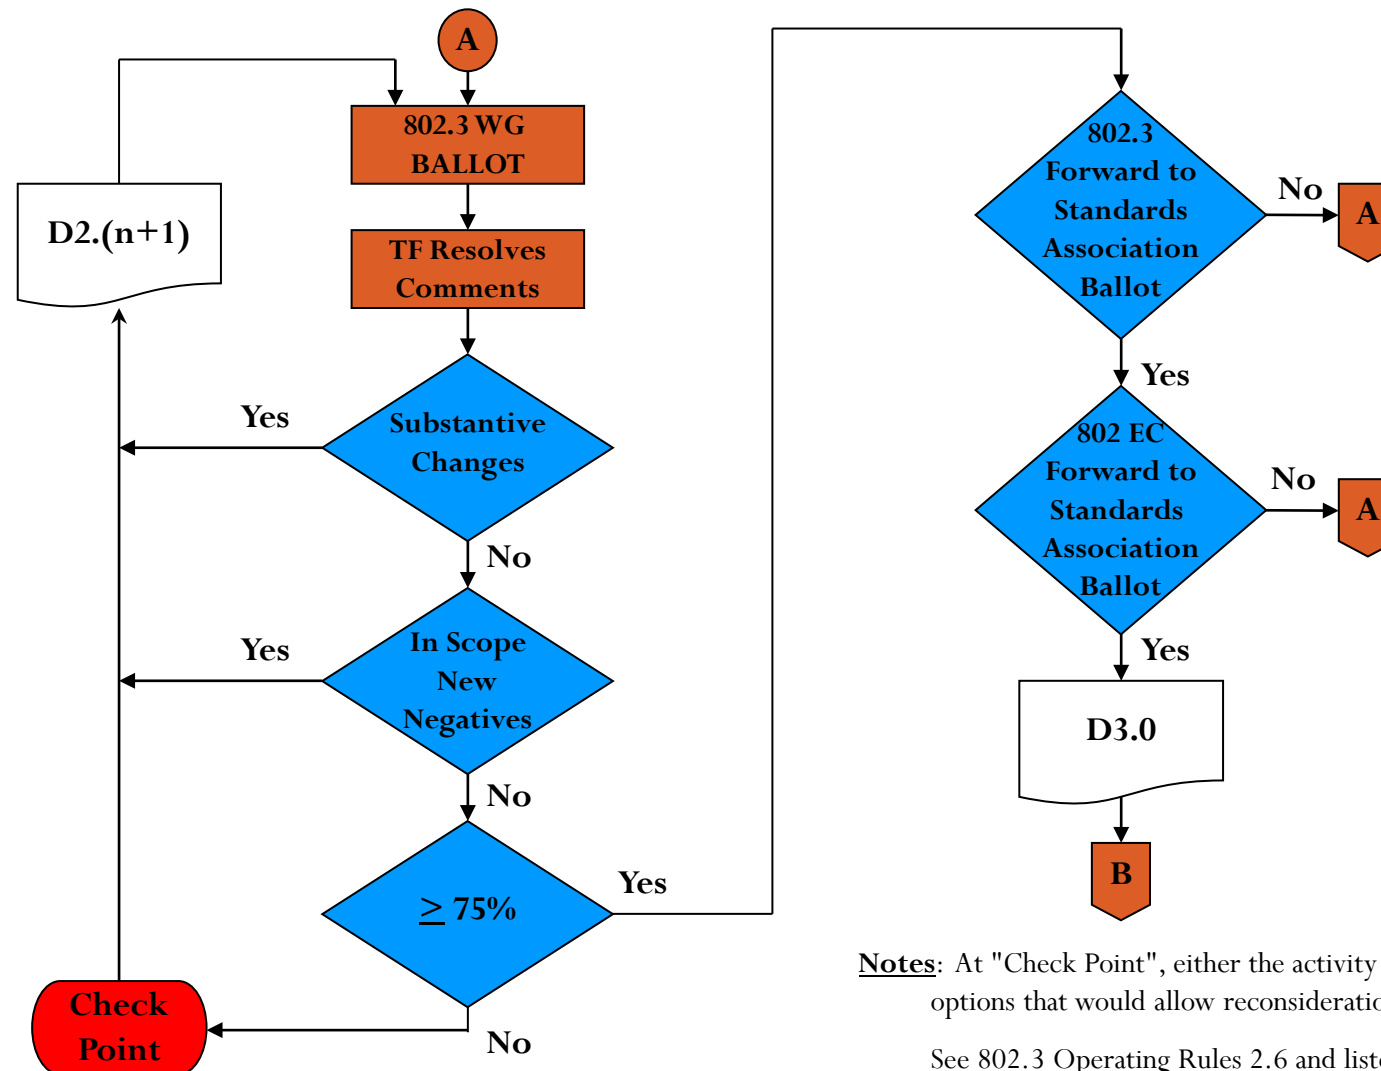 A
802.3 WG
BALLOT
D2.(n+1)
TF Resolves
Comments
Yes
Substantive
Changes
No
Yes
In Scope
New
Negatives
No
≥ 75%
Yes
No
Check
Point
802.3
Forward to
Standards
Association
Ballot
No
A
Yes
802 EC
Forward to
Standards
Association
Ballot
No
A
Yes
D3.0
B
Notes: At "Check Point", either the activity
options that would allow
See 802.3 Operating Rules 2.6 and